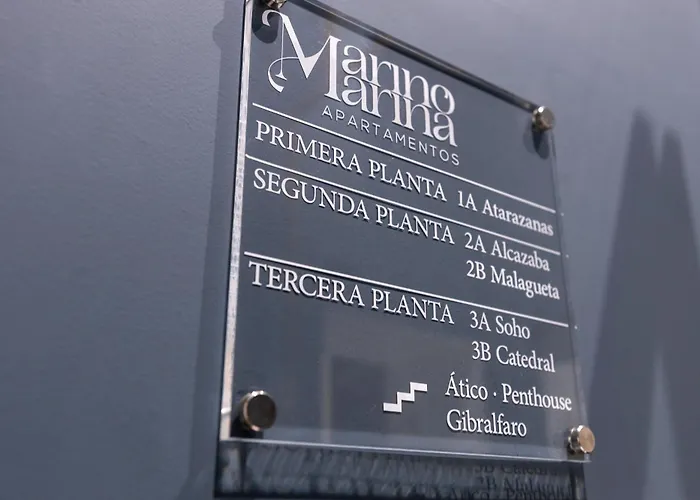 Marino
Marina
APARTAMENTOS
PRIMERA PLANTA 1A Atarazanas
SEGUNDA PLANTA 2A Alcazaba
2B Malagueta
TERCERA PLANTA 3A Soho
3B Catedral
Ático · Penthouse
Gibralfaro